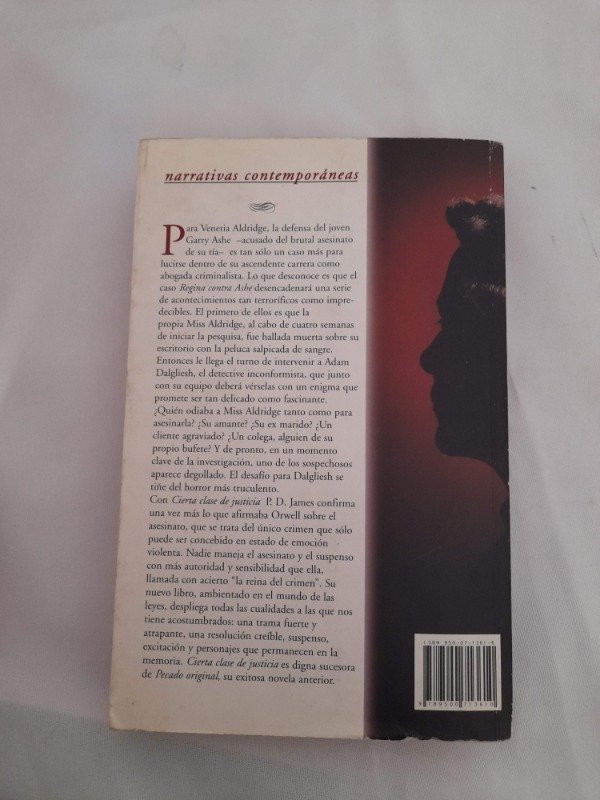 narrativas contemporáneas
Para Venetia Aldridge, la defensa del joven
Garry Ashe –acusado del brutal asesinato
de su tía– es tan sólo un caso más para
lucirse dentro de su ascendente carrera como
abogada criminalista. Lo que desconoce es que el
caso Regina contra Ashe desencadenará una serie
de acontecimientos tan terroríficos como impre-
decibles. El primero de ellos es que la
propia Miss Aldridge, al cabo de cuatro semanas
de iniciar la pesquisa, fue hallada muerta sobre su
escritorio con la peluca salpicada de sangre.
Entonces le llega el turno de intervenir a Adam
Dalgliesh, el detective inconformista, que junto
con su equipo deberá vérselas con un enigma que
promete ser tan delicado como fascinante.
¿Quién odiaba a Miss Aldridge tanto como para
asesinarla? ¿Su amante? ¿Su ex marido? ¿Un
cliente agraviado? ¿Un colega, alguien de su
propio bufete? Y de pronto, en un momento
clave de la investigación, uno de los sospechosos
aparece degollado. El desafío para Dalgliesh se
tiñe del horror más truculento.
Con Cierta clase de justicia P. D. James confirma
una vez más lo que afirmaba Orwell sobre el
asesinato, que se trata del único crimen que sólo
puede ser concebido en estado de emoción
violenta. Nadie maneja el asesinato y el suspenso
con más autoridad y sensibilidad que ella,
llamada con acierto "la reina del crimen". Su
nuevo libro, ambientado en el mundo de las
leyes, despliega todas las cualidades a las que nos
tiene acostumbrados: una trama fuerte y
atrapante, una resolución creíble, suspenso,
excitación y personajes que permanecen en la
memoria. Cierta clase de justicia es digna sucesora
de Pecado original, su exitosa novela anterior.
ISBN 950-07-1361-0
9 789500 713610